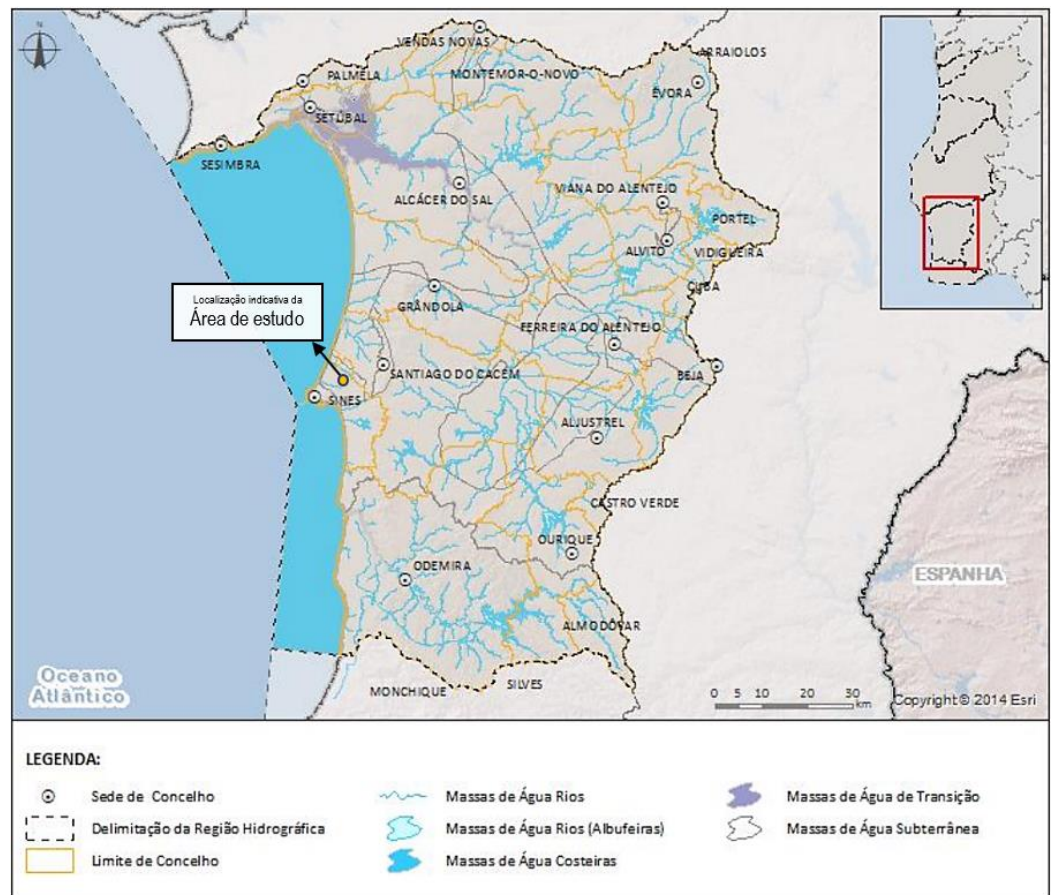 N
VENDAS NOVAS
ARRAIOLOS
PALMELA
MONTEMOR-O-NOVO
ÉVORA
SETÚBAL
SESIMBRA
ALCÁCER DO SAL
VIANA DO ALENTEJO
PORTEL
ALVITO
VIDIGUEIRA
CUBA
Localização indicativa da
Área de estudo
GRÂNDOLA
FERREIRA DO ALENTEJO
SANTIAGO DO CACÉM
BEJA
SINES
ALJUSTREL
CASTRO VERDE
OURIQUE
ODEMIRA
ESPANHA
ALMODÔVAR
Oceano
Atlântico
MONCHIQUE
SILVES
0 5 10 20 30
km
Copyright © 2014 Esri
LEGENDA:
Sede de Concelho
Massas de Água Rios
Massas de Água de Transição
Delimitação da Região Hidrográfica
Massas de Água Rios (Albufeiras)
Massas de Água Subterrânea
Limite de Concelho
Massas de Água Costeiras